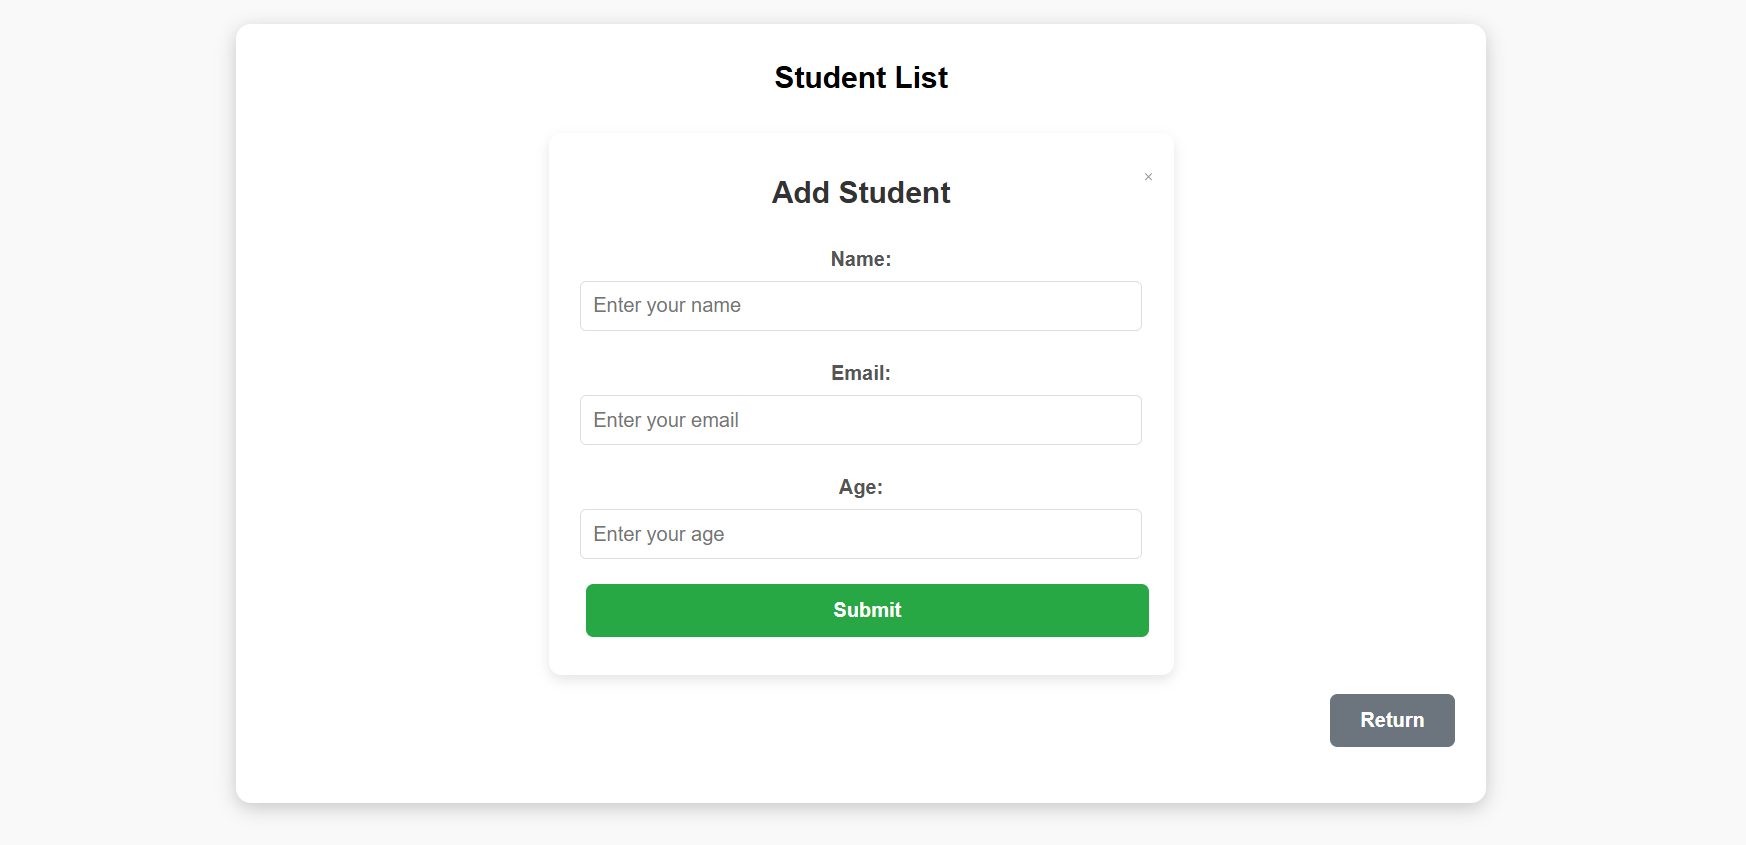 Student List
×
Add Student
Name:
Enter your name
Email:
Enter your email
Age:
Enter your age
Submit
Return